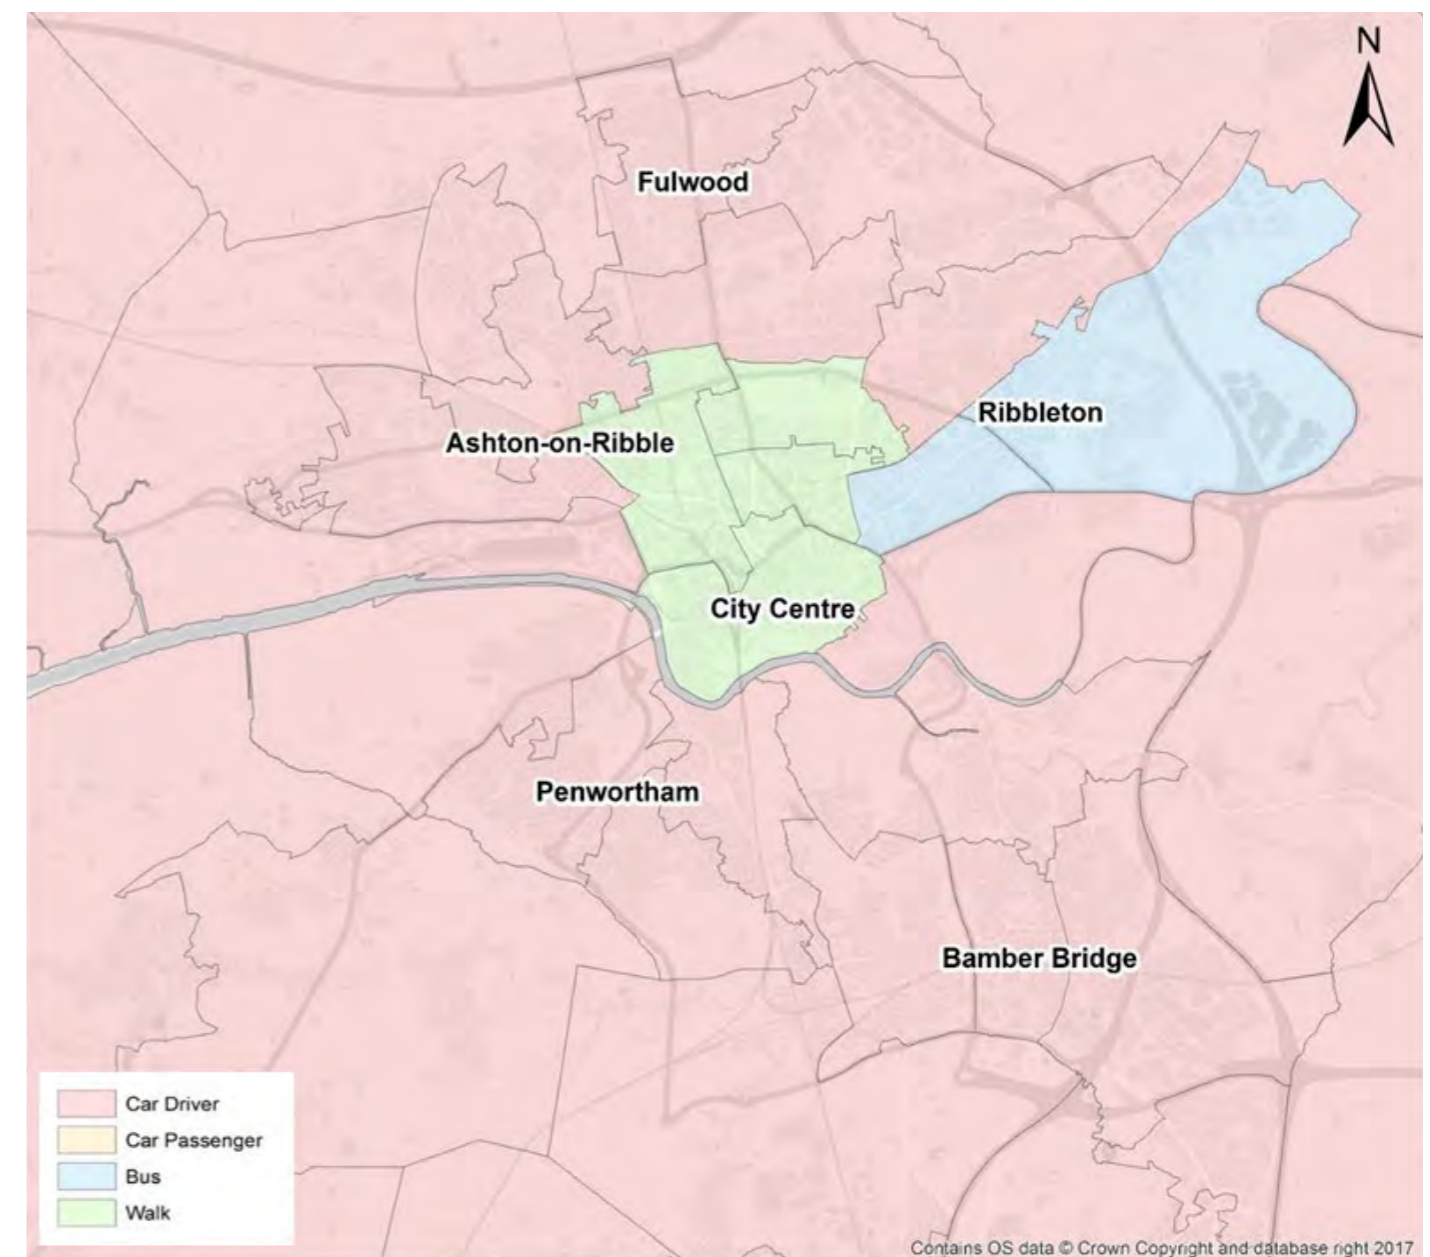 N
Fulwood
Ribbleton
Ashton-on-Ribble
City Centre
Penwortham
Bamber Bridge
Car Driver
Car Passenger
Bus
Walk
Contains OS data © Crown Copyright and database right 2017